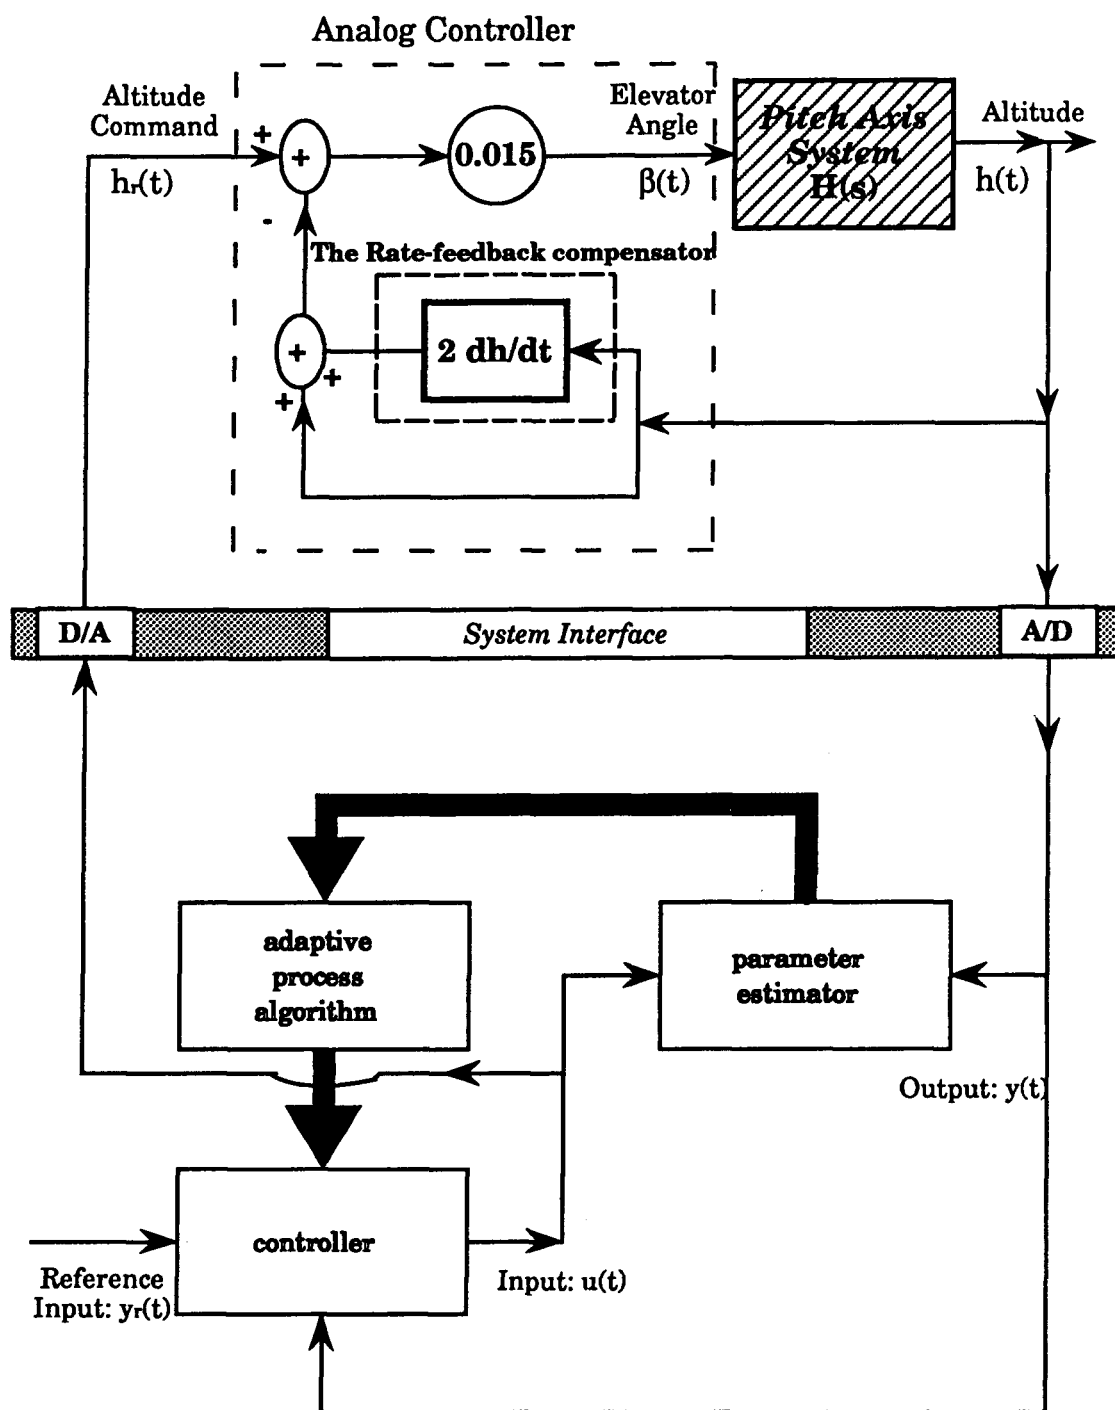 Analog Controller
Altitude
Command
hr(t)
+
+
-
0.015
Elevator
Angle
β(t)
Pitch Axis
System
H(s)
Altitude
h(t)
The Rate-feedback compensator
2 dh/dt
+
+
+
D/A
System Interface
A/D
adaptive
process
algorithm
parameter
estimator
Output: y(t)
controller
Reference
Input: yr(t)
Input: u(t)